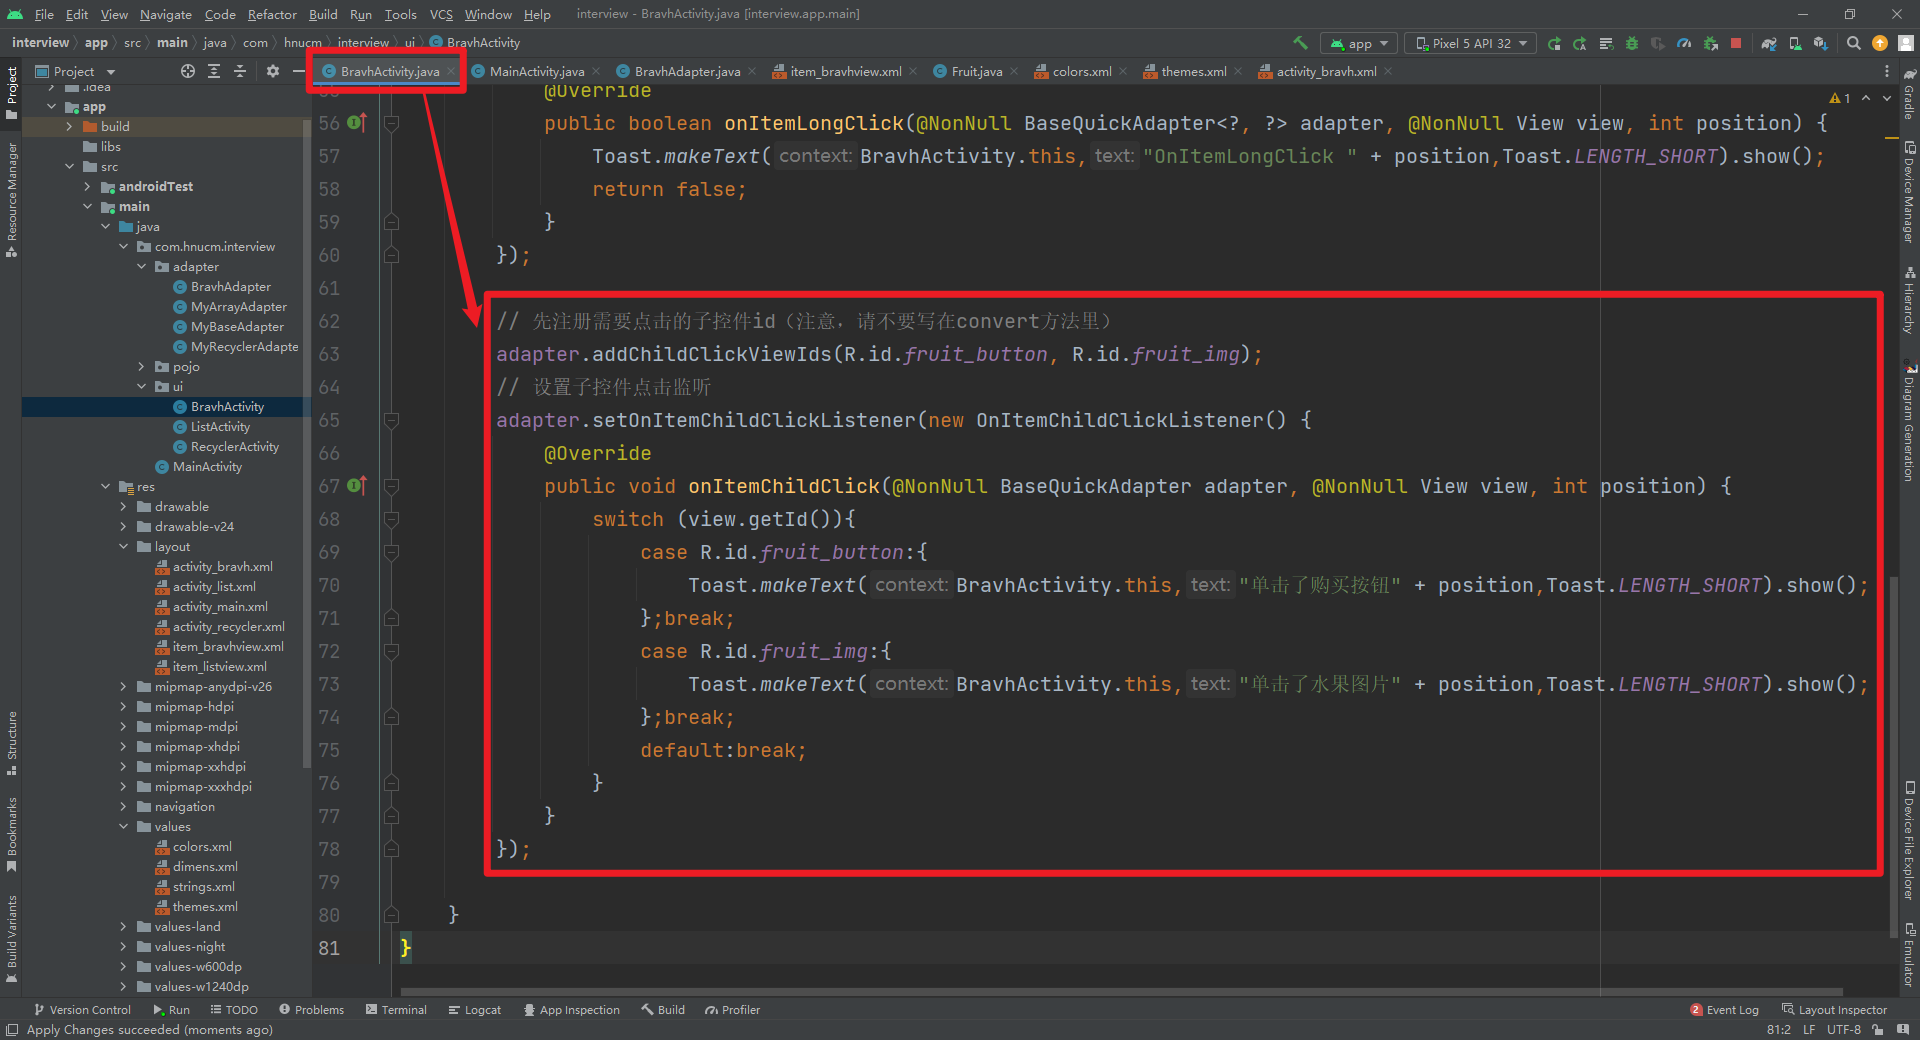 File Edit View Navigate Code Refactor Build Run Tools VCS Window Help interview - BravhActivity.java [interview.app.main]
interview app src main java com hnucm interview ui BravhActivity app Pixel 5 API 32
Project BravhActivity.java MainActivity.java BravhAdapter.java item_bravhview.xml Fruit.java colors.xml themes.xml activity_bravh.xml
.idea
app
build
libs
src
androidTest
main
java
com.hnucm.interview
adapter
BravhAdapter
MyArrayAdapter
MyBaseAdapter
MyRecyclerAdapte
pojo
ui
BravhActivity
ListActivity
RecyclerActivity
MainActivity
res
drawable
drawable-v24
layout
activity_bravh.xml
activity_list.xml
activity_main.xml
activity_recycler.xml
item_bravhview.xml
item_listview.xml
mipmap-anydpi-v26
mipmap-hdpi
mipmap-mdpi
mipmap-xhdpi
mipmap-xxhdpi
mipmap-xxxhdpi
navigation
values
colors.xml
dimens.xml
strings.xml
themes.xml
values-land
values-night
values-w600dp
values-w1240dp
Project
Resource Manager
Structure
Bookmarks
Build Variants
55 @Override
56 public boolean onItemLongClick(@NonNull BaseQuickAdapter<?, ?> adapter, @NonNull View view, int position) {
57 Toast.makeText( context: BravhActivity.this, text: "OnItemLongClick " + position,Toast.LENGTH_SHORT).show();
58 return false;
59 }
60 });
61
62 // 先注册需要点击的子控件id（注意，请不要写在convert方法里）
63 adapter.addChildClickViewIds(R.id.fruit_button, R.id.fruit_img);
64 // 设置子控件点击监听
65 adapter.setOnItemChildClickListener(new OnItemChildClickListener() {
66 @Override
67 public void onItemChildClick(@NonNull BaseQuickAdapter adapter, @NonNull View view, int position) {
68 switch (view.getId()){
69 case R.id.fruit_button:{
70 Toast.makeText( context: BravhActivity.this, text: "单击了购买按钮" + position,Toast.LENGTH_SHORT).show();
71 };break;
72 case R.id.fruit_img:{
73 Toast.makeText( context: BravhActivity.this, text: "单击了水果图片" + position,Toast.LENGTH_SHORT).show();
74 };break;
75 default:break;
76 }
77 }
78 });
79
80 }
81 }
1
Gradle
Device Manager
Hierarchy
Diagram Generation
Device File Explorer
Emulator
Version Control Run TODO Problems Terminal Logcat App Inspection Build Profiler 2 Event Log Layout Inspector
Apply Changes succeeded (moments ago) 81:2 LF UTF-8